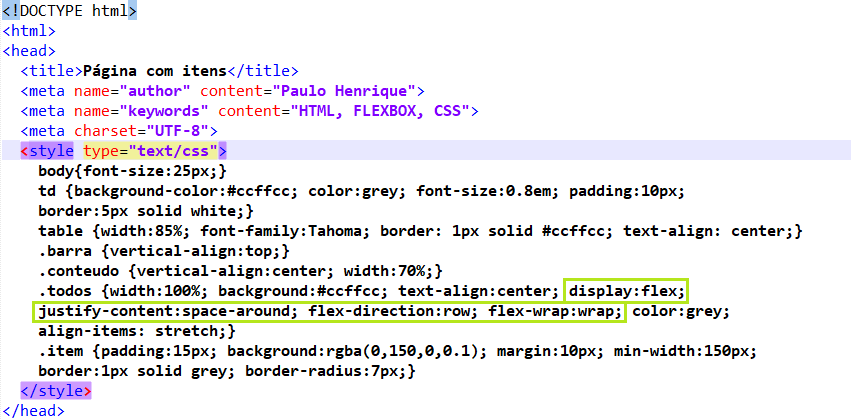 <!DOCTYPE html>
<html>
<head>
<title>Página com itens</title>
<meta name="author" content="Paulo Henrique">
<meta name="keywords" content="HTML, FLEXBOX, CSS">
<meta charset="UTF-8">
<style type="text/css">
body{font-size:25px;}
td {background-color:#ccffcc; color:grey; font-size:0.8em; padding:10px;
border:5px solid white;}
table {width:85%; font-family:Tahoma; border: 1px solid #ccffcc; text-align: center;}
.barra {vertical-align:top;}
.conteudo {vertical-align:center; width:70%;}
.todos {width:100%; background:#ccffcc; text-align:center; display:flex;
justify-content:space-around; flex-direction:row; flex-wrap:wrap; color:grey;
align-items: stretch;}
.item {padding:15px; background:rgba(0,150,0,0.1); margin:10px; min-width:150px;
border:1px solid grey; border-radius:7px;}
</style>
</head>